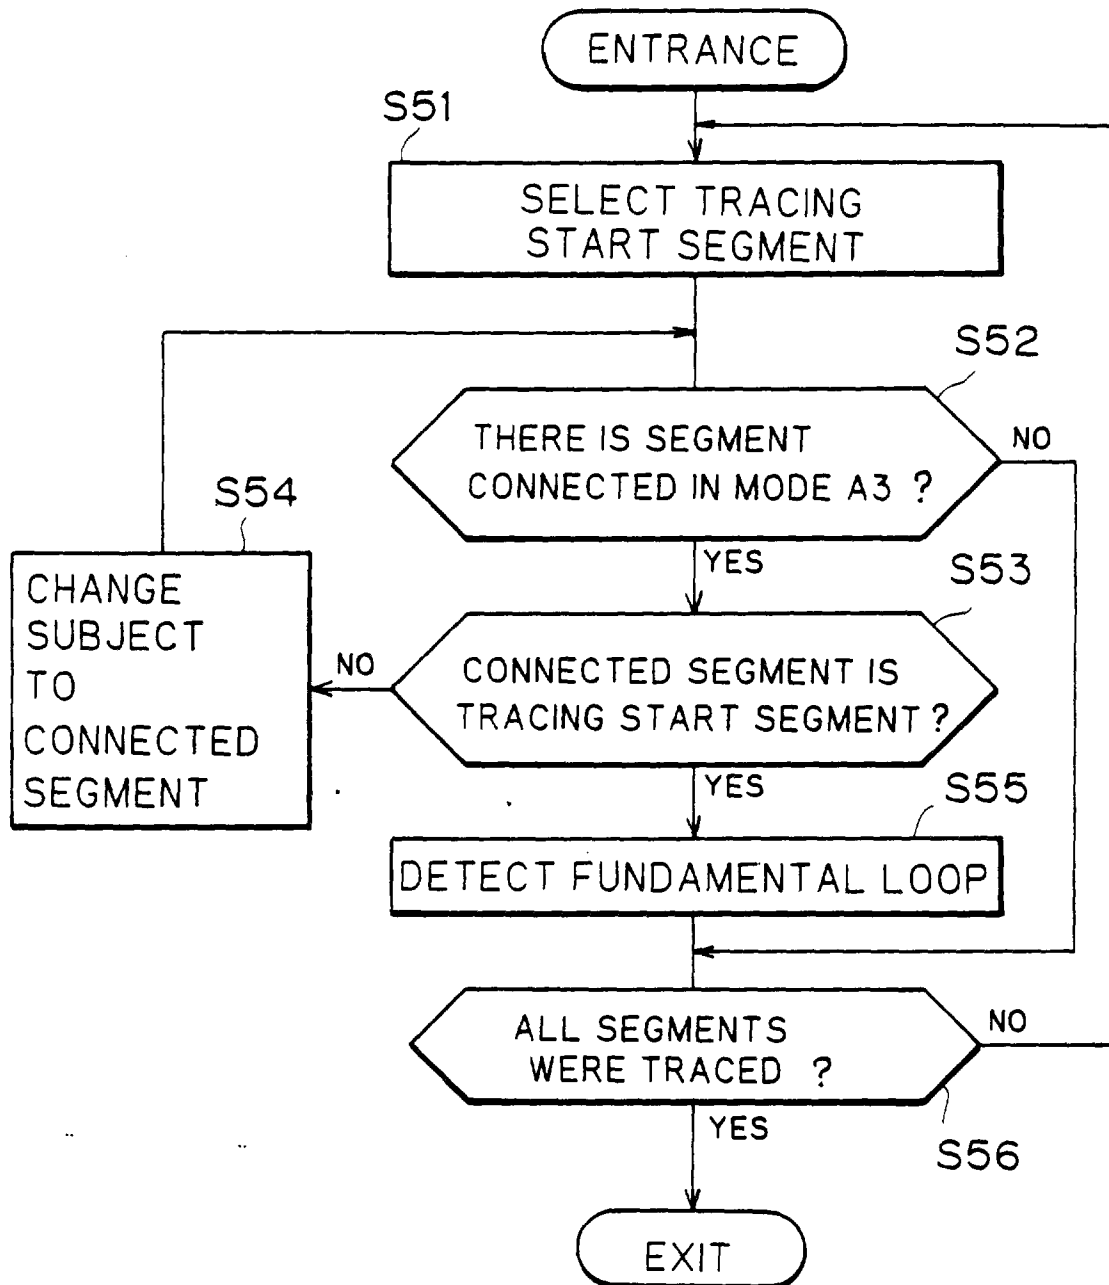 ENTRANCE
S51
SELECT TRACING
START SEGMENT
S52
THERE IS SEGMENT
CONNECTED IN MODE A3 ?
NO
YES
S53
CONNECTED SEGMENT IS
TRACING START SEGMENT ?
NO
S54
CHANGE
SUBJECT
TO
CONNECTED
SEGMENT
YES
S55
DETECT FUNDAMENTAL LOOP
ALL SEGMENTS
WERE TRACED ?
NO
S56
YES
EXIT